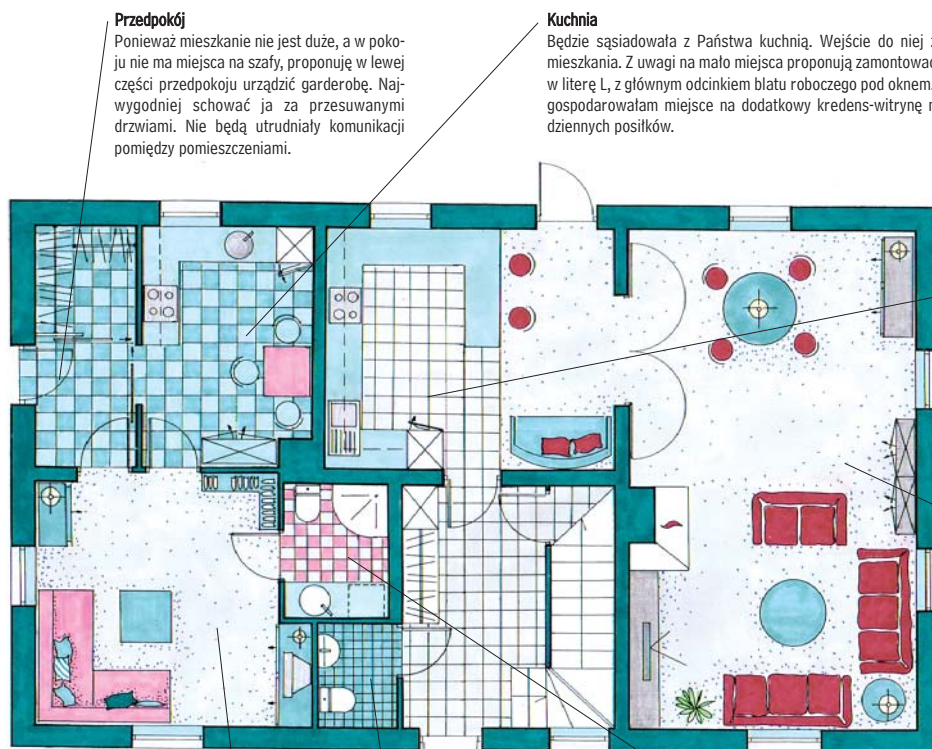 Przedpokój
Ponieważ mieszkanie nie jest duże, a w poko-
ju nie ma miejsca na szafy, proponuję w lewej
części przedpokoju urządzić garderobę. Naj-
wygodniej schować ja za przesuwanymi
drzwiami. Nie będą utrudniały komunikacji
pomiędzy pomieszczeniami.
Kuchnia
Będzie sąsiadowała z Państwa kuchnią. Wejście do niej z
mieszkania. Z uwagi na mało miejsca proponują zamontować
w literę L, z głównym odcinkiem blatu roboczego pod oknem.
gospodarowałam miejsce na dodatkowy kredens-witrynę
dziennych posiłków.